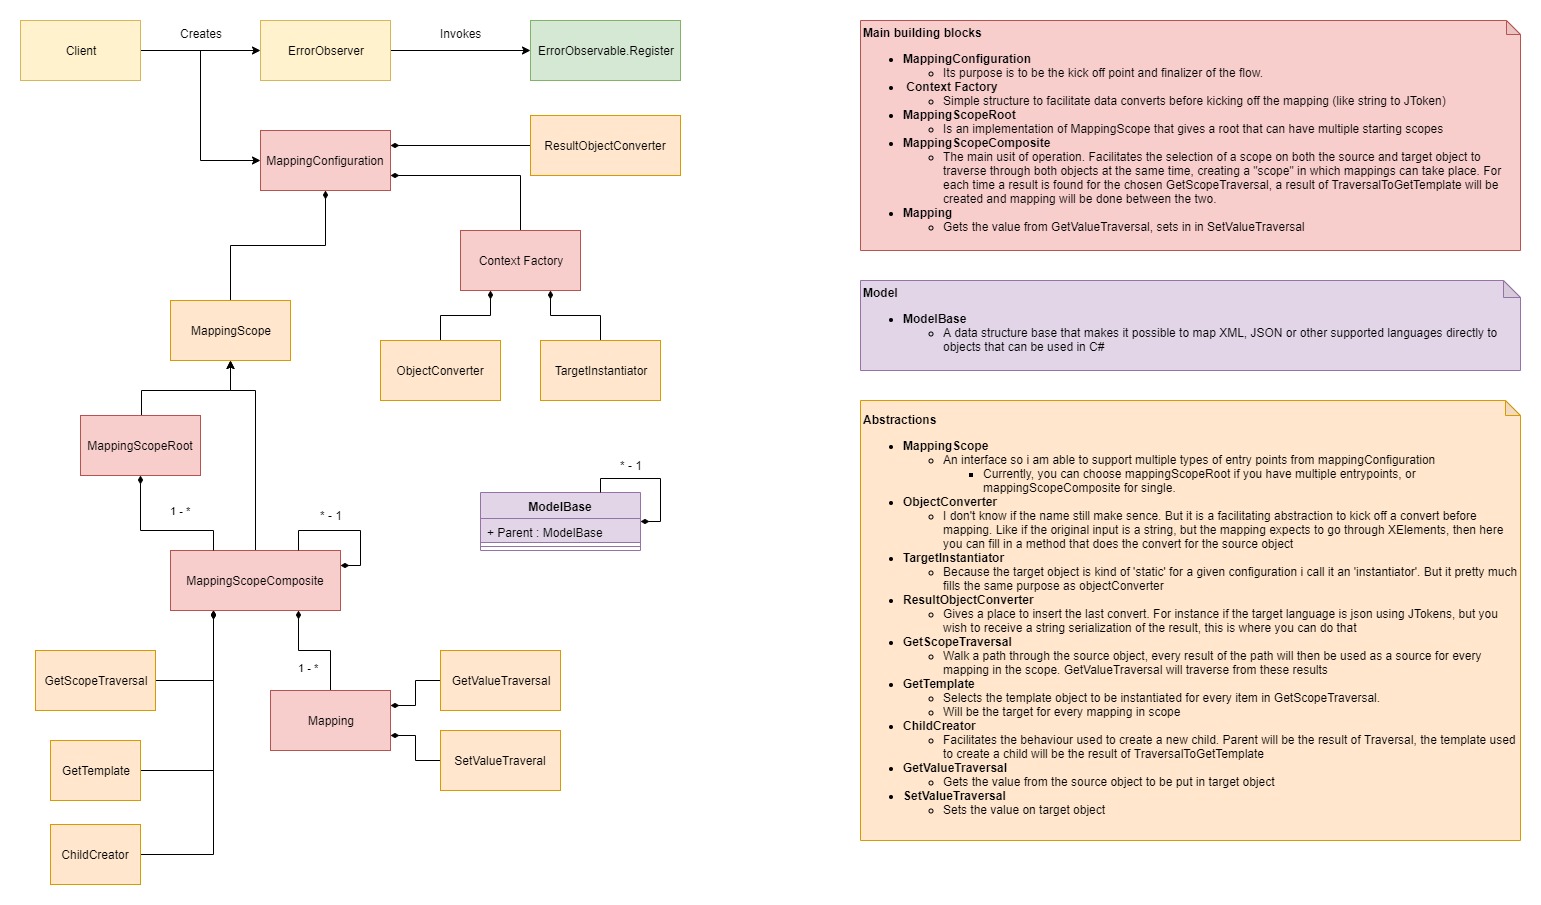 Client
Creates
ErrorObserver
Invokes
ErrorObservable.Register
MappingConfiguration
ResultObjectConverter
Context Factory
ObjectConverter
TargetInstantiator
MappingScope
MappingScopeRoot
1 - *
* - 1
MappingScopeComposite
* - 1
ModelBase
+ Parent : ModelBase
GetScopeTraversal
GetTemplate
ChildCreator
1 - *
Mapping
GetValueTraversal
SetValueTraveral
Main building blocks
MappingConfiguration
Its purpose is to be the kick off point and finalizer of the flow.
Context Factory
Simple structure to facilitate data converts before kicking off the mapping (like string to JToken)
MappingScopeRoot
Is an implementation of MappingScope that gives a root that can have multiple starting scopes
MappingScopeComposite
The main usit of operation. Facilitates the selection of a scope on both the source and target object to
traverse through both objects at the same time, creating a "scope" in which mappings can take place. For
each time a result is found for the chosen GetScopeTraversal, a result of TraversalToGetTemplate will be
created and mapping will be done between the two.
Mapping
Gets the value from GetValueTraversal, sets in in SetValueTraversal
Model
ModelBase
A data structure base that makes it possible to map XML, JSON or other supported languages directly to
objects that can be used in C#
Abstractions
MappingScope
An interface so i am able to support multiple types of entry points from mappingConfiguration
Currently, you can choose mappingScopeRoot if you have multiple entrypoints, or
mappingScopeComposite for single.
ObjectConverter
I don't know if the name still make sence. But it is a facilitating abstraction to kick off a convert before
mapping. Like if the original input is a string, but the mapping expects to go through XElements, then here
you can fill in a method that does the convert for the source object
TargetInstantiator
Because the target object is kind of 'static' for a given configuration i call it an 'instantiator'. But it pretty much
fills the same purpose as objectConverter
ResultObjectConverter
Gives a place to insert the last convert. For instance if the target language is json using JTokens, but you
wish to receive a string serialization of the result, this is where you can do that
GetScopeTraversal
Walk a path through the source object, every result of the path will then be used as a source for every
mapping in the scope. GetValueTraversal will traverse from these results
GetTemplate
Selects the template object to be instantiated for every item in GetScopeTraversal.
Will be the target for every mapping in scope
ChildCreator
Facilitates the behaviour used to create a new child. Parent will be the result of Traversal, the template used
to create a child will be the result of TraversalToGetTemplate
GetValueTraversal
Gets the value from the source object to be put in target object
SetValueTraversal
Sets the value on target object